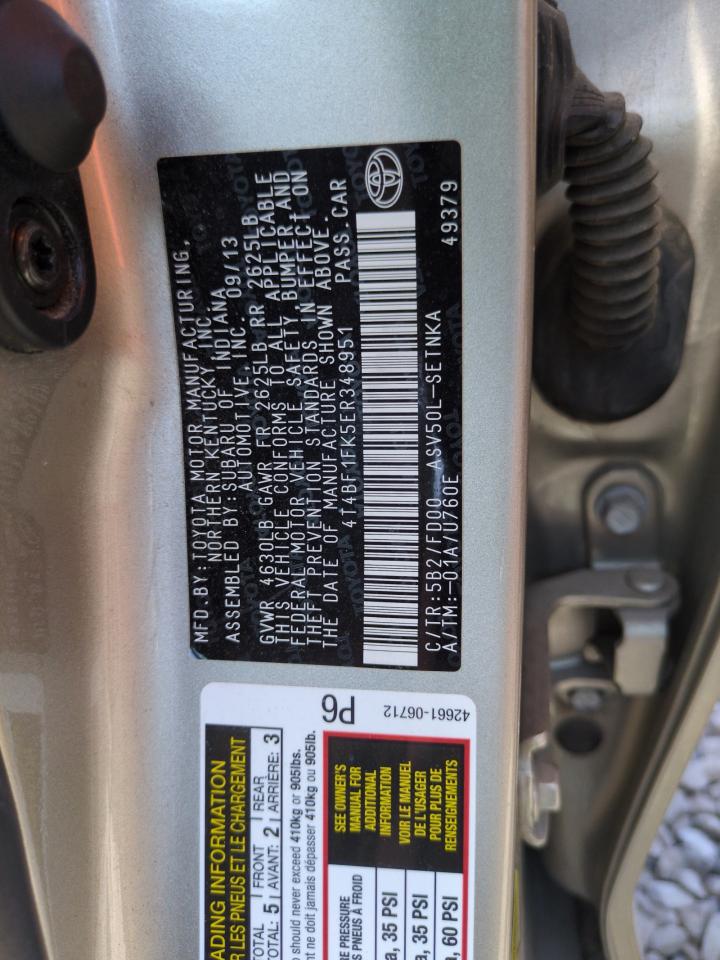 MFD.BY:TOYOTA MOTOR MANUFACTURING,
NORTHERN KENTUCKY INC.
ASSEMBLED BY:SUBARU OF INDIANA
AUTOMOTIVE, INC. 09/13
GVWR 4630LB GAWR FRO 2625LB RR 2625LB
THIS VEHICLE CONFORMS TO ALL APPLICABLE
FEDERAL MOTOR VEHICLE SAFETY, BUMPER, AND
THEFT PREVENTION STANDARDS IN EFFECT ON
THE DATE OF MANUFACTURE SHOWN ABOVE.
4T4BF1FK5ER348951 PASS.CAR
C/TR:5B2/FD00 ASV50L-SETNKA
A/TM:-01A/U760E 49379
TOYOTA
P6
42661-06712
ADING INFORMATION
R LES PNEUS ET LE CHARGEMENT
TOTAL FRONT REAR
TOTAL: 5 AVANT: 2 ARRIÈRE: 3
should never exceed 410kg or 905lbs.
ne doit jamais dépasser 410kg ou 905lb.
RE PRESSURE
S PNEUS À FROID
a, 35 PSI
a, 35 PSI
a, 60 PSI
SEE OWNER'S
MANUAL FOR
ADDITIONAL
INFORMATION
VOIR LE MANUEL
DE L'USAGER
POUR PLUS DE
RENSEIGNEMENTS